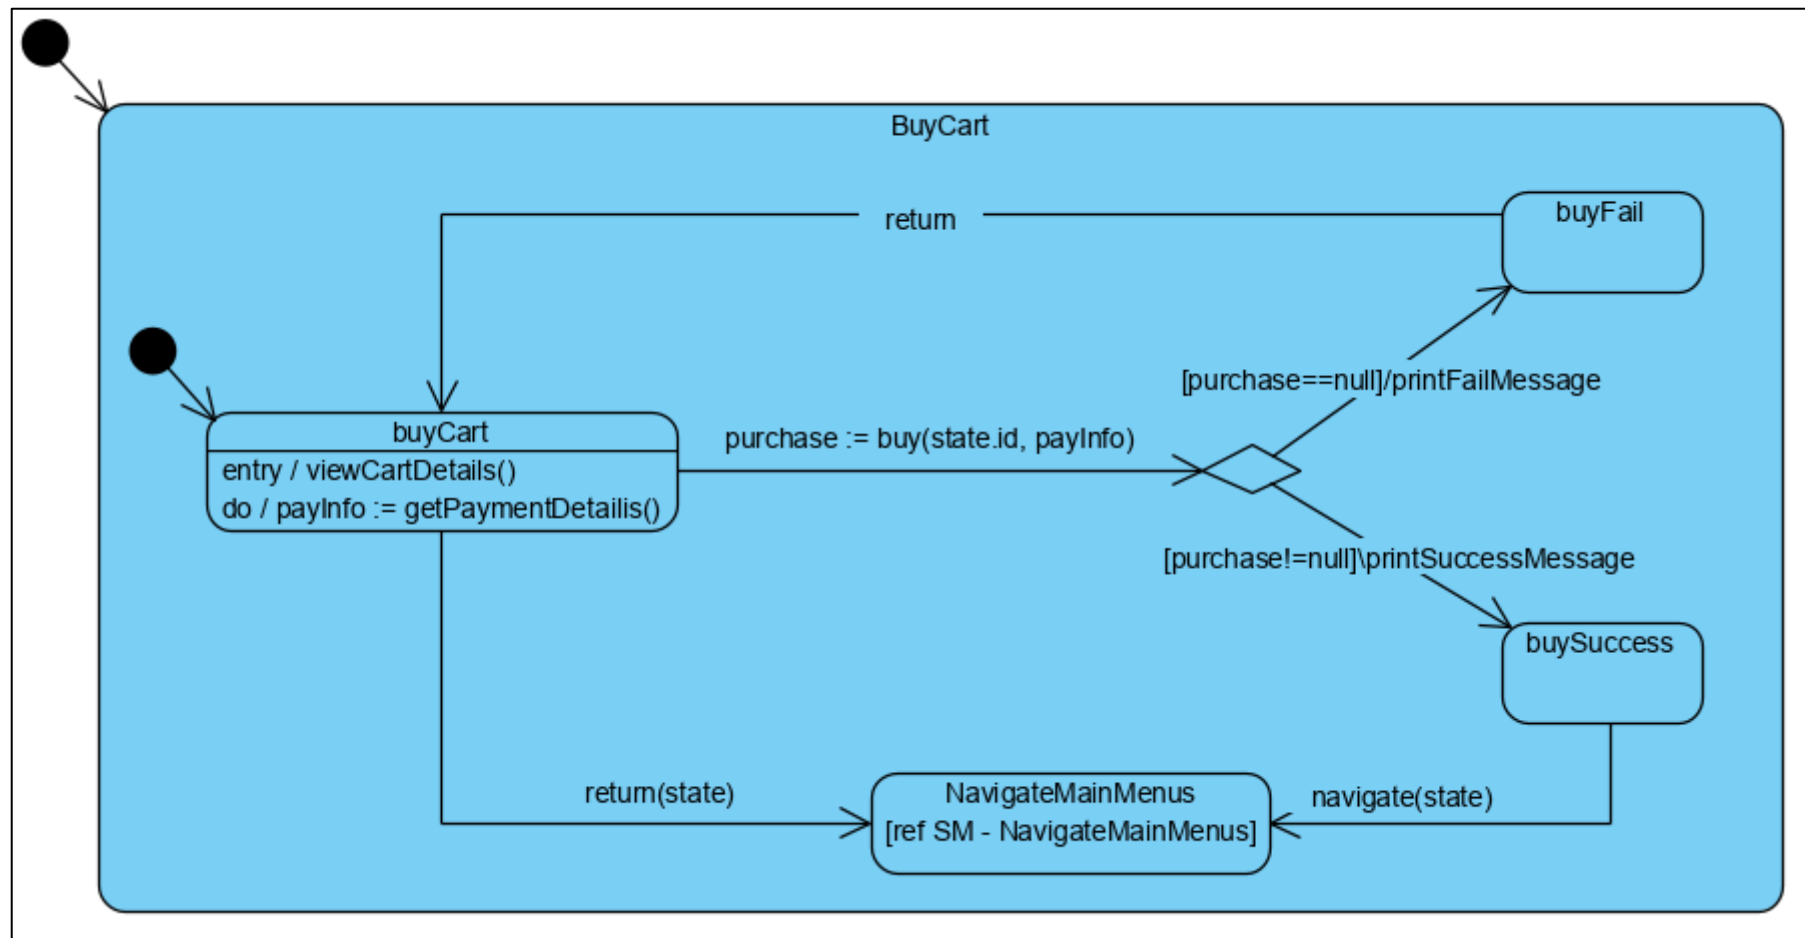 BuyCart
return
buyFail
[purchase==null]/printFailMessage
buyCart
entry / viewCartDetails()
do / payInfo := getPaymentDetailis()
purchase := buy(state.id, payInfo)
[purchase!=null]\printSuccessMessage
buySuccess
return(state)
NavigateMainMenus
[ref SM - NavigateMainMenus]
navigate(state)